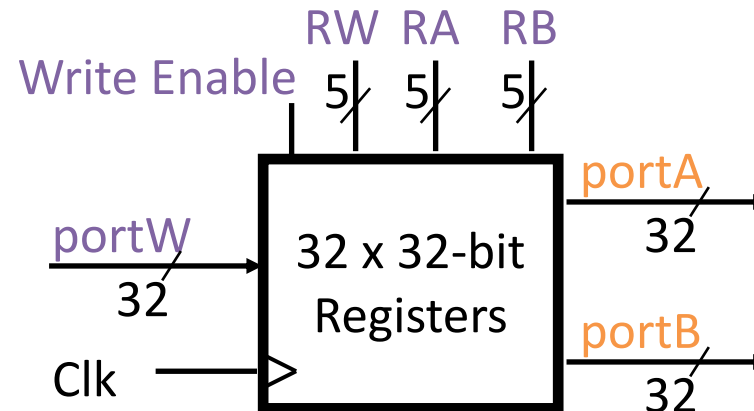 RW RA RB
Write Enable
5 5 5
portA
32
portW
32
32 x 32-bit
Registers
portB
32
Clk